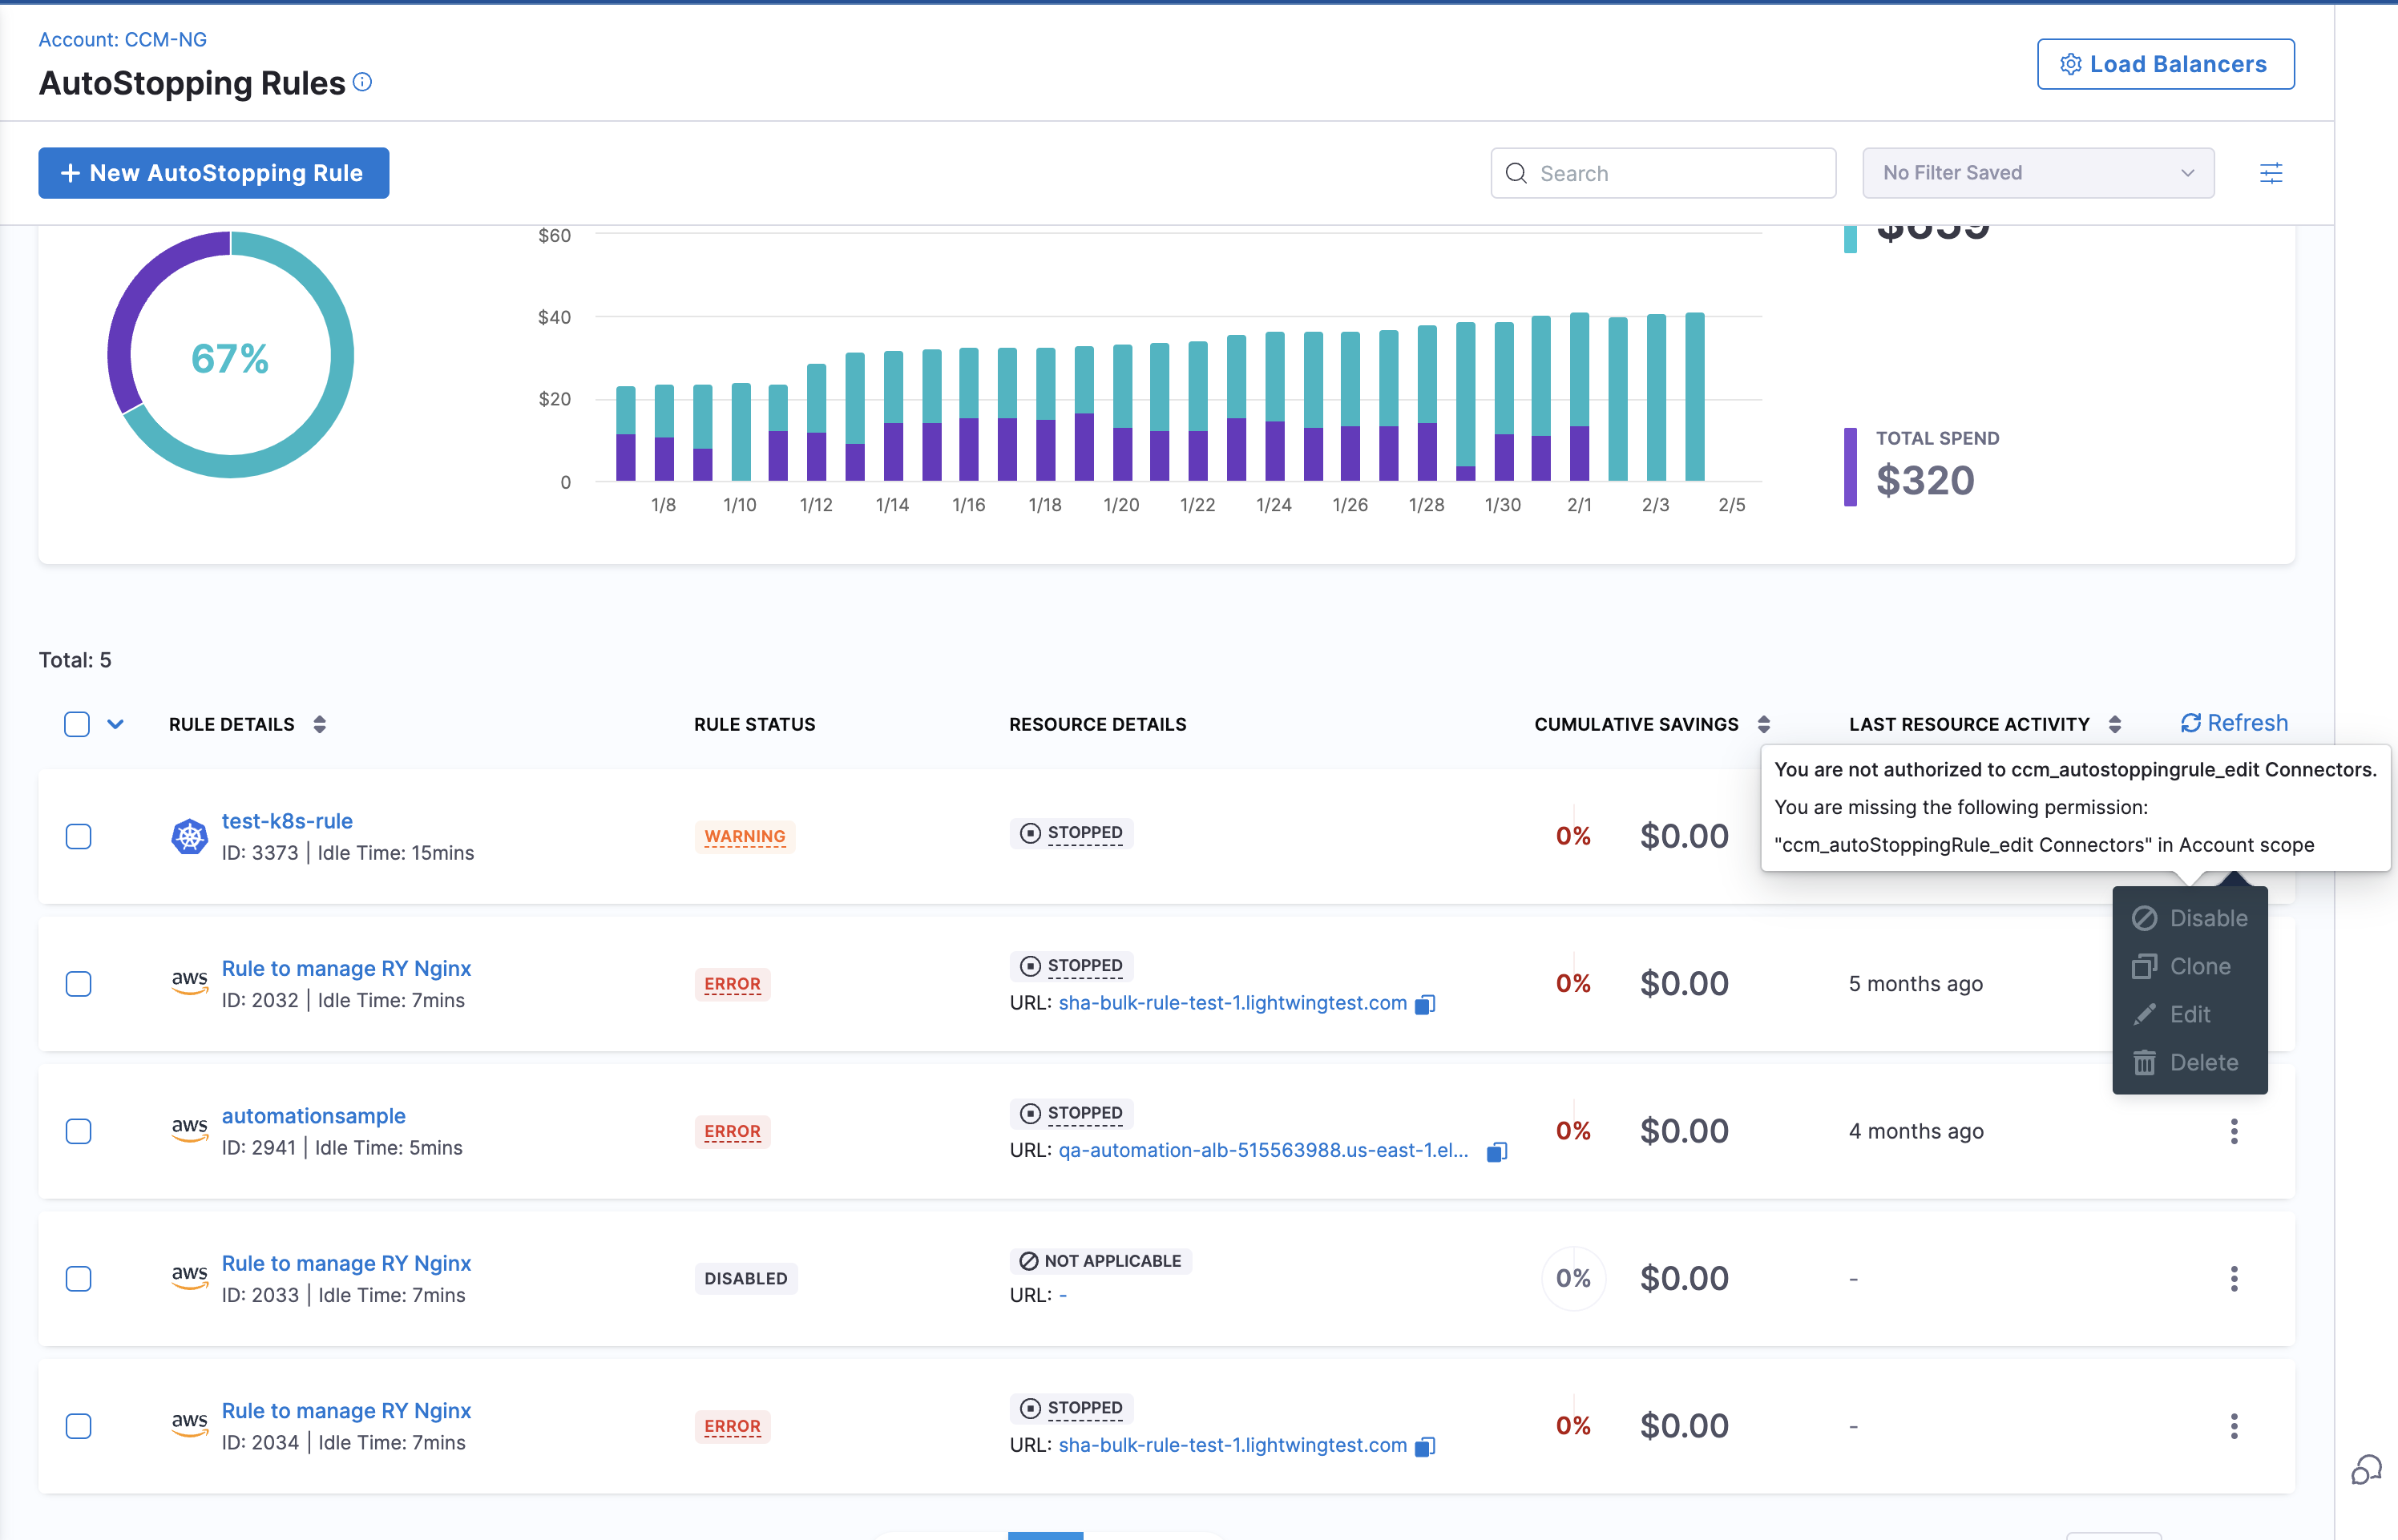 Account: CCM-NG
AutoStopping Rules
Load Balancers
+ New AutoStopping Rule
Search
No Filter Saved
67%
$60
$40
$20
0
1/8 1/10 1/12 1/14 1/16 1/18 1/20 1/22 1/24 1/26 1/28 1/30 2/1 2/3 2/5
TOTAL SPEND
$320
Total: 5
RULE DETAILS RULE STATUS RESOURCE DETAILS CUMULATIVE SAVINGS LAST RESOURCE ACTIVITY Refresh
You are not authorized to ccm_autostoppingrule_edit Connectors.
You are missing the following permission:
"ccm_autoStoppingRule_edit Connectors" in Account scope
test-k8s-rule
ID: 3373 | Idle Time: 15mins
WARNING
STOPPED
0%
$0.00
Disable
Clone
Edit
Delete
aws
Rule to manage RY Nginx
ID: 2032 | Idle Time: 7mins
ERROR
STOPPED
URL: sha-bulk-rule-test-1.lightwingtest.com
0%
$0.00
5 months ago
aws
automationsample
ID: 2941 | Idle Time: 5mins
ERROR
STOPPED
URL: qa-automation-alb-515563988.us-east-1.el...
0%
$0.00
4 months ago
aws
Rule to manage RY Nginx
ID: 2033 | Idle Time: 7mins
DISABLED
NOT APPLICABLE
URL: -
0%
$0.00
-
aws
Rule to manage RY Nginx
ID: 2034 | Idle Time: 7mins
ERROR
STOPPED
URL: sha-bulk-rule-test-1.lightwingtest.com
0%
$0.00
-